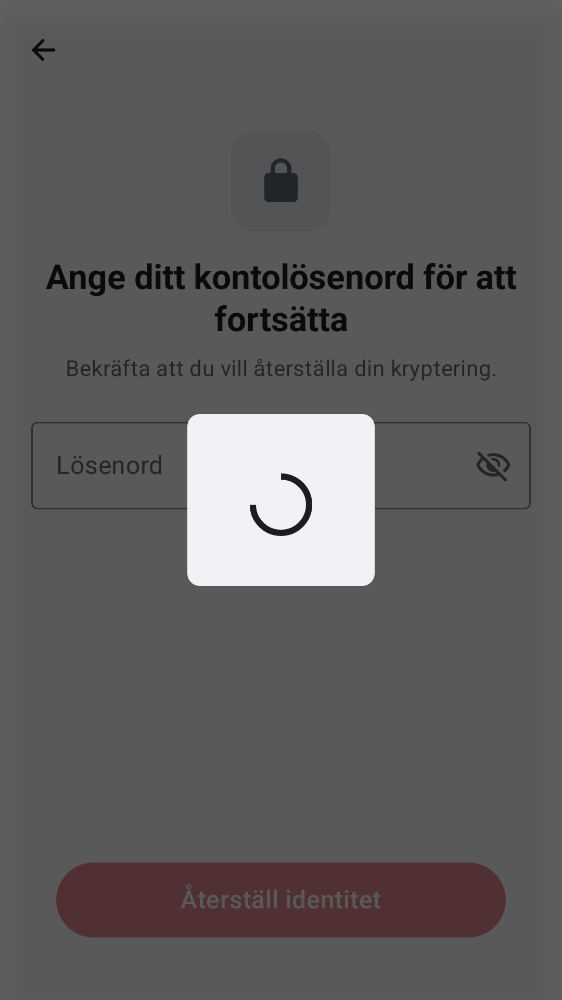 Ange ditt kontolösenord för att
fortsätta
Bekräfta att du vill återställa din kryptering.
Lösenord
Återställ identitet